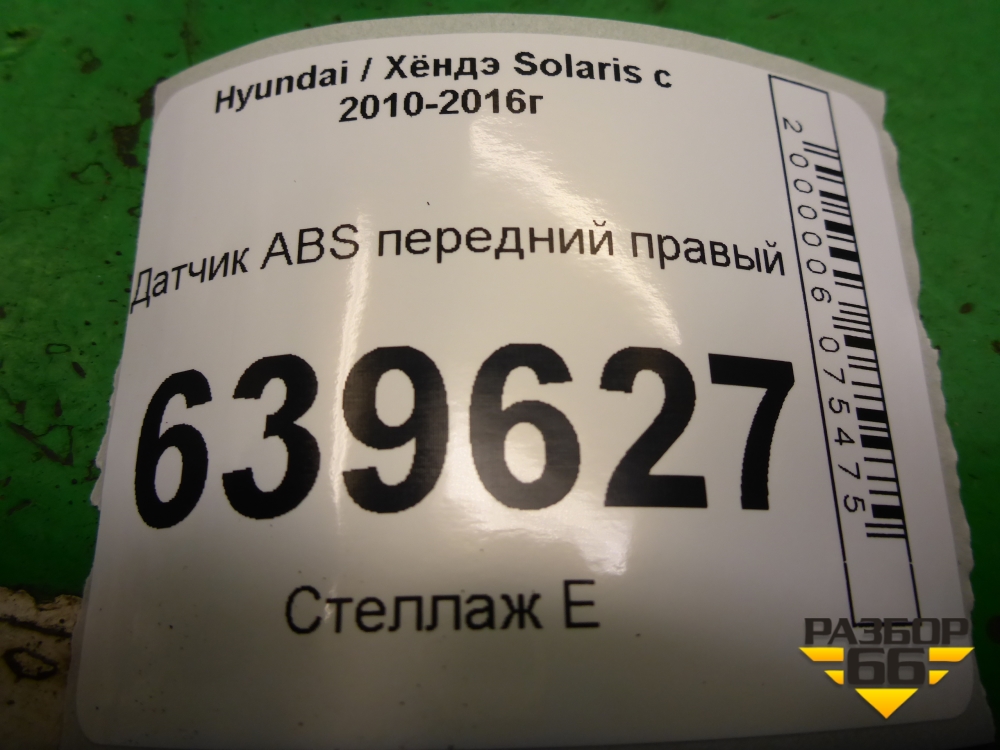 Hyundai / Хёндэ Solaris с
2010-2016г
Датчик ABS передний правый
639627
Стеллаж Е
2000006075475
РАЗБОР
66